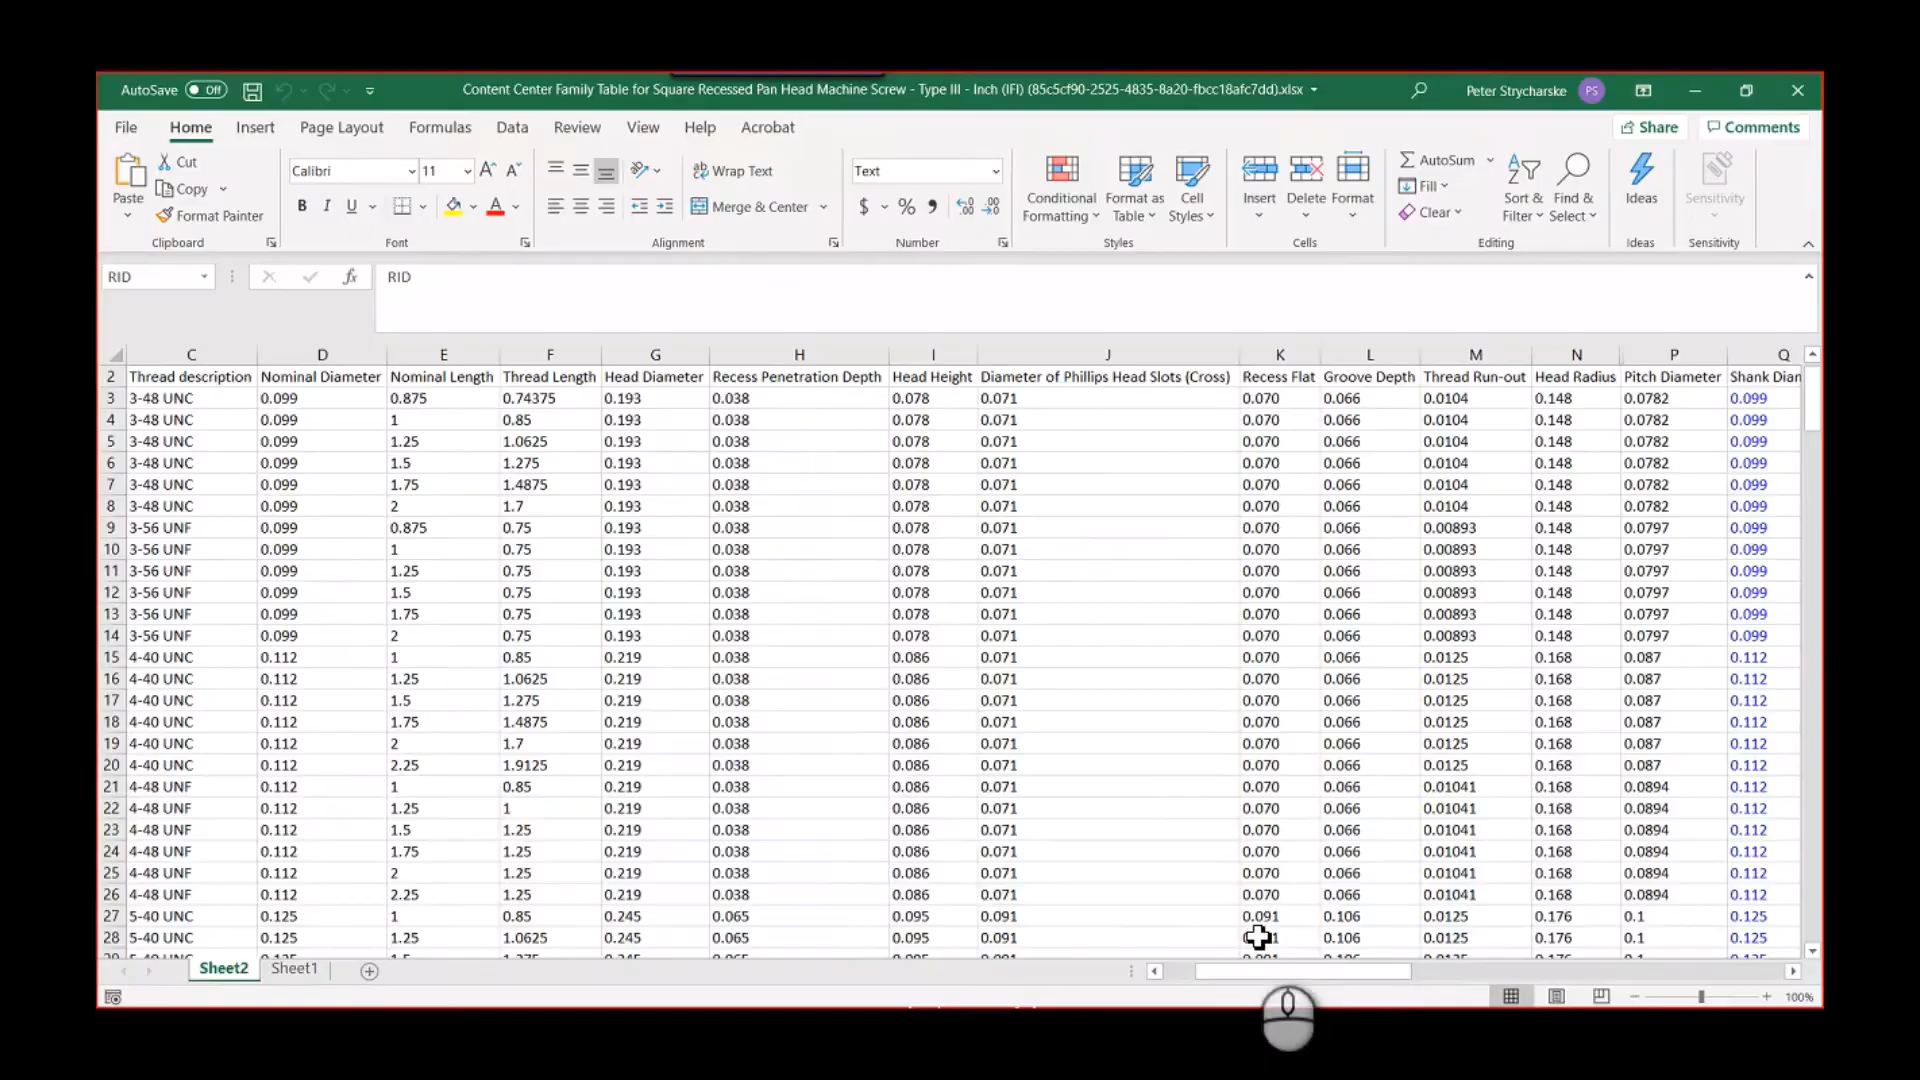 AutoSave Off Content Center Family Table for Square Recessed Pan Head Machine Screw - Type III - Inch (IFI) (85c5cf90-2525-4835-8a20-fbcc18afc7dd).xlsx Peter Strycharske PS
File Home Insert Page Layout Formulas Data Review View Help Acrobat Share Comments
Paste Cut Copy Format Painter Clipboard
Calibri 11 B I U A Font
ab Wrap Text Merge & Center Alignment
Text $ % Number
Conditional Formatting Format as Table Cell Styles Styles
Insert Delete Format Cells
AutoSum Fill Clear Sort & Filter Find & Select Editing
Ideas Ideas
Sensitivity Sensitivity
RID fx RID
C D E F G H I J K L M N O P Q
2 Thread description Nominal Diameter Nominal Length Thread Length Head Diameter Recess Penetration Depth Head Height Diameter of Phillips Head Slots (Cross) Recess Flat Groove Depth Thread Run-out Head Radius Pitch Diameter Shank Dian
3 3-48 UNC 0.099 0.875 0.74375 0.193 0.038 0.078 0.071 0.070 0.066 0.0104 0.148 0.0782 0.099
4 3-48 UNC 0.099 1 0.85 0.193 0.038 0.078 0.071 0.070 0.066 0.0104 0.148 0.0782 0.099
5 3-48 UNC 0.099 1.25 1.0625 0.193 0.038 0.078 0.071 0.070 0.066 0.0104 0.148 0.0782 0.099
6 3-48 UNC 0.099 1.5 1.275 0.193 0.038 0.078 0.071 0.070 0.066 0.0104 0.148 0.0782 0.099
7 3-48 UNC 0.099 1.75 1.4875 0.193 0.038 0.078 0.071 0.070 0.066 0.0104 0.148 0.0782 0.099
8 3-48 UNC 0.099 2 1.7 0.193 0.038 0.078 0.071 0.070 0.066 0.0104 0.148 0.0782 0.099
9 3-56 UNF 0.099 0.875 0.75 0.193 0.038 0.078 0.071 0.070 0.066 0.00893 0.148 0.0797 0.099
10 3-56 UNF 0.099 1 0.75 0.193 0.038 0.078 0.071 0.070 0.066 0.00893 0.148 0.0797 0.099
11 3-56 UNF 0.099 1.25 0.75 0.193 0.038 0.078 0.071 0.070 0.066 0.00893 0.148 0.0797 0.099
12 3-56 UNF 0.099 1.5 0.75 0.193 0.038 0.078 0.071 0.070 0.066 0.00893 0.148 0.0797 0.099
13 3-56 UNF 0.099 1.75 0.75 0.193 0.038 0.078 0.071 0.070 0.066 0.00893 0.148 0.0797 0.099
14 3-56 UNF 0.099 2 0.75 0.193 0.038 0.078 0.071 0.070 0.066 0.00893 0.148 0.0797 0.099
15 4-40 UNC 0.112 1 0.85 0.219 0.038 0.086 0.071 0.070 0.066 0.0125 0.168 0.087 0.112
16 4-40 UNC 0.112 1.25 1.0625 0.219 0.038 0.086 0.071 0.070 0.066 0.0125 0.168 0.087 0.112
17 4-40 UNC 0.112 1.5 1.275 0.219 0.038 0.086 0.071 0.070 0.066 0.0125 0.168 0.087 0.112
18 4-40 UNC 0.112 1.75 1.4875 0.219 0.038 0.086 0.071 0.070 0.066 0.0125 0.168 0.087 0.112
19 4-40 UNC 0.112 2 1.7 0.219 0.038 0.086 0.071 0.070 0.066 0.0125 0.168 0.087 0.112
20 4-40 UNC 0.112 2.25 1.9125 0.219 0.038 0.086 0.071 0.070 0.066 0.0125 0.168 0.087 0.112
21 4-48 UNF 0.112 1 0.85 0.219 0.038 0.086 0.071 0.070 0.066 0.01041 0.168 0.0894 0.112
22 4-48 UNF 0.112 1.25 1 0.219 0.038 0.086 0.071 0.070 0.066 0.01041 0.168 0.0894 0.112
23 4-48 UNF 0.112 1.5 1.25 0.219 0.038 0.086 0.071 0.070 0.066 0.01041 0.168 0.0894 0.112
24 4-48 UNF 0.112 1.75 1.25 0.219 0.038 0.086 0.071 0.070 0.066 0.01041 0.168 0.0894 0.112
25 4-48 UNF 0.112 2 1.25 0.219 0.038 0.086 0.071 0.070 0.066 0.01041 0.168 0.0894 0.112
26 4-48 UNF 0.112 2.25 1.25 0.219 0.038 0.086 0.071 0.070 0.066 0.01041 0.168 0.0894 0.112
27 5-40 UNC 0.125 1 0.85 0.245 0.065 0.095 0.091 0.091 0.106 0.0125 0.176 0.1 0.125
28 5-40 UNC 0.125 1.25 1.0625 0.245 0.065 0.095 0.091 0.106 0.0125 0.176 0.1 0.125
Sheet2 Sheet1
100%